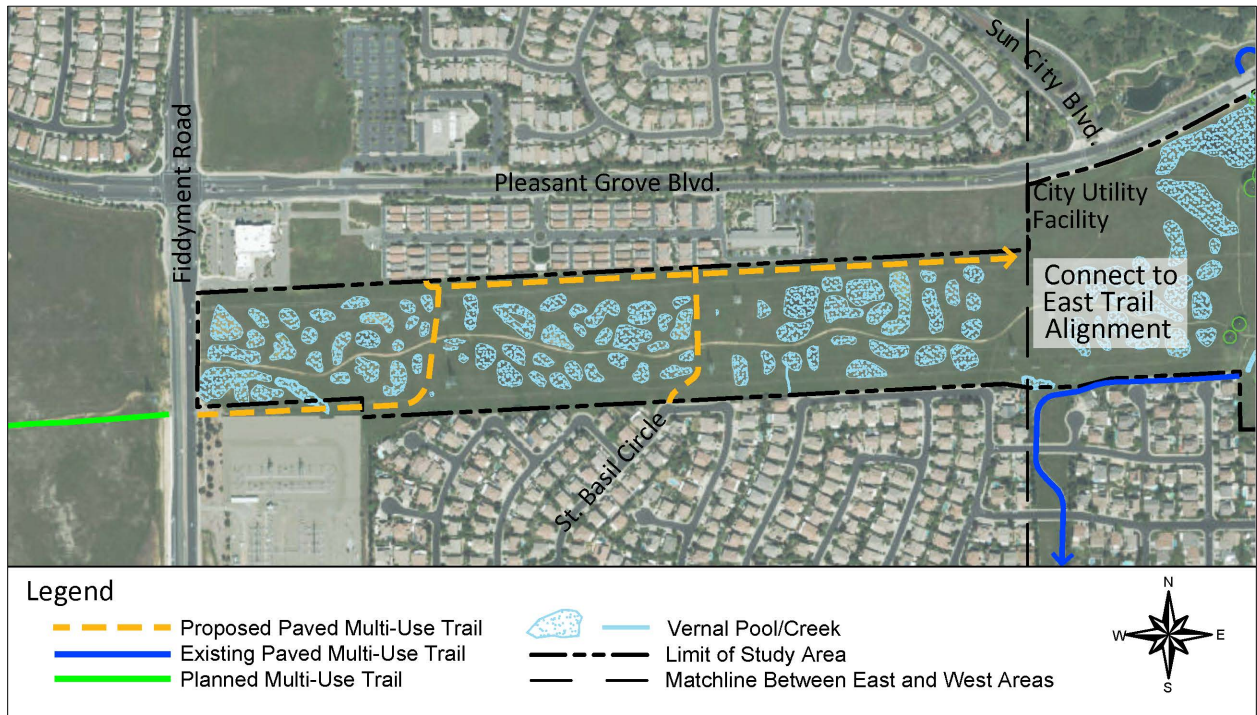 Sun City Blvd.
Fiddyment Road
Pleasant Grove Blvd.
City Utility
Facility
Connect to
East Trail
Alignment
St. Basil Circle
Legend
Proposed Paved Multi-Use Trail
Existing Paved Multi-Use Trail
Planned Multi-Use Trail
Vernal Pool/Creek
Limit of Study Area
Matchline Between East and West Areas
N
W
E
S